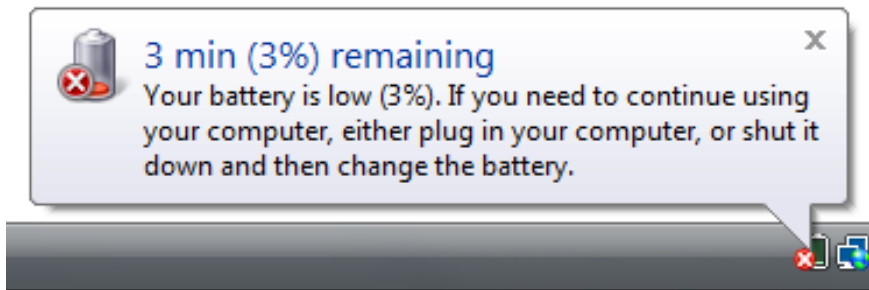 3 min (3%) remaining
Your battery is low (3%). If you need to continue using
your computer, either plug in your computer, or shut it
down and then change the battery.